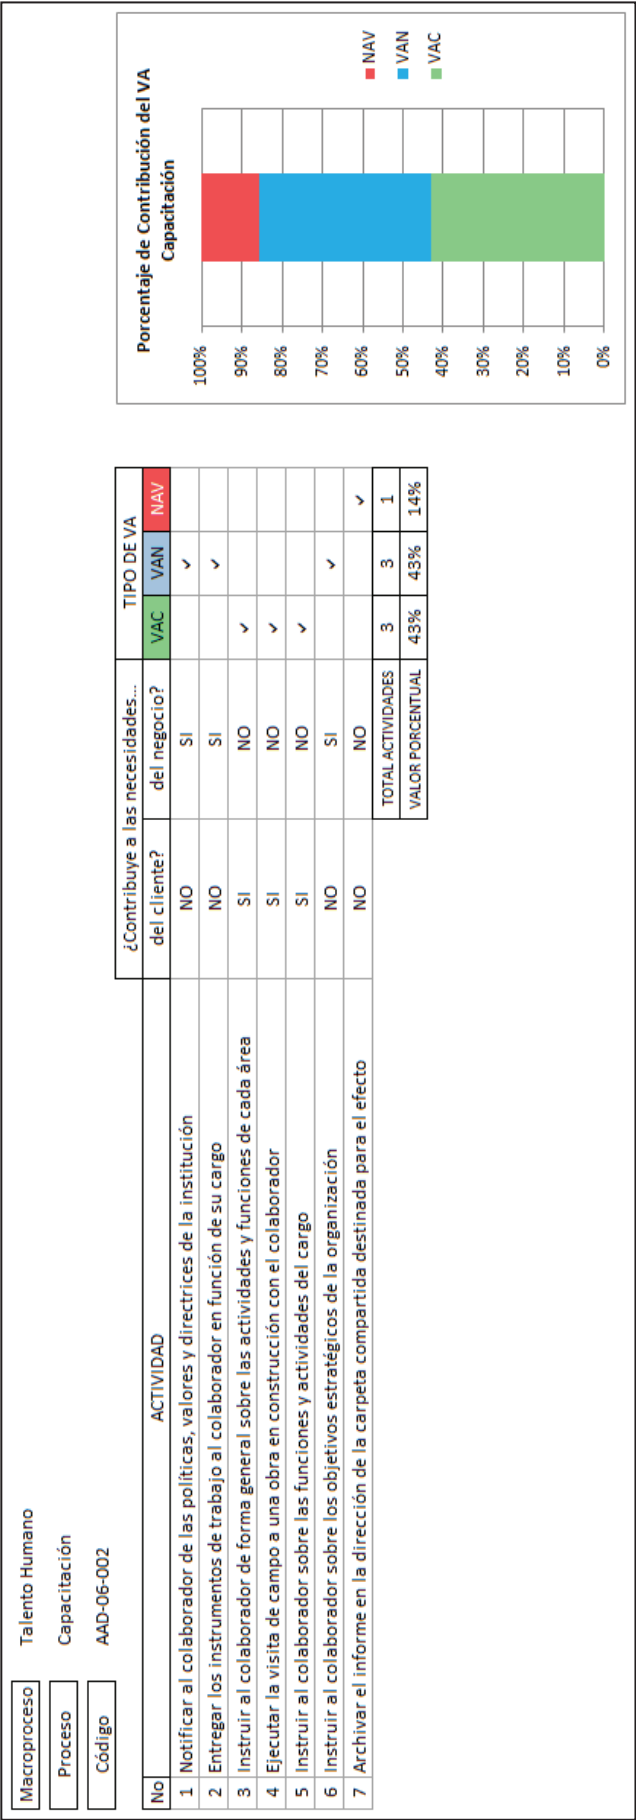 Macroproceso Talento Humano
Proceso Capacitación
Código AAD-06-002
¿Contribuye a las necesidades... TIPO DE VA
No ACTIVIDAD del cliente? del negocio? VAC VAN NAV
1 Notificar al colaborador de las políticas, valores y directrices de la institución NO SI ✓
2 Entregar los instrumentos de trabajo al colaborador en función de su cargo NO SI ✓
3 Instruir al colaborador de forma general sobre las actividades y funciones de cada área SI NO ✓
4 Ejecutar la visita de campo a una obra en construcción con el colaborador SI NO ✓
5 Instruir al colaborador sobre las funciones y actividades del cargo SI NO ✓
6 Instruir al colaborador sobre los objetivos estratégicos de la organización NO SI ✓
7 Archivar el informe en la dirección de la carpeta compartida destinada para el efecto NO NO ✓
TOTAL ACTIVIDADES 3 3 1
VALOR PORCENTUAL 43% 43% 14%
Porcentaje de Contribución del VA
Capacitación
100%
90%
80%
70%
60%
50%
40%
30%
20%
10%
0%
NAV
VAN
VAC